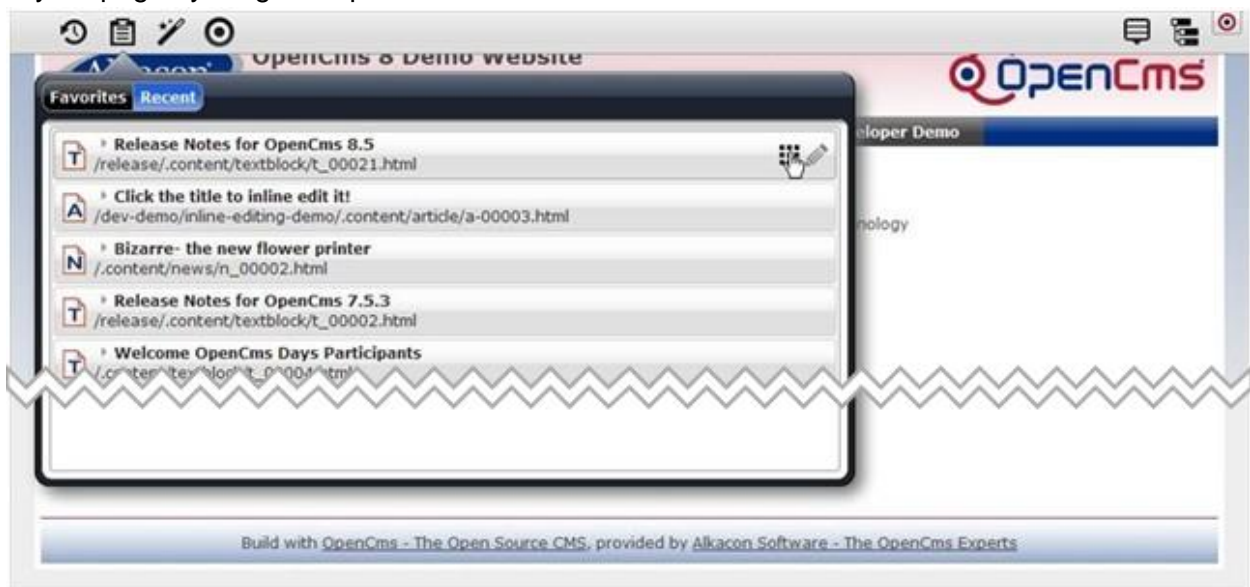 OpenCms 8 Demo Website
OpenCms
Favorites Recent
eloper Demo
Release Notes for OpenCms 8.5
T
/release/.content/textblock/t_00021.html
Click the title to inline edit it!
A
/dev-demo/inline-editing-demo/.content/article/a-00003.html
nology
Bizarre- the new flower printer
N
/.content/news/n_00002.html
Release Notes for OpenCms 7.5.3
T
/release/.content/textblock/t_00002.html
Welcome OpenCms Days Participants
T
Build with OpenCms - The Open Source CMS, provided by Alkacon Software - The OpenCms Experts